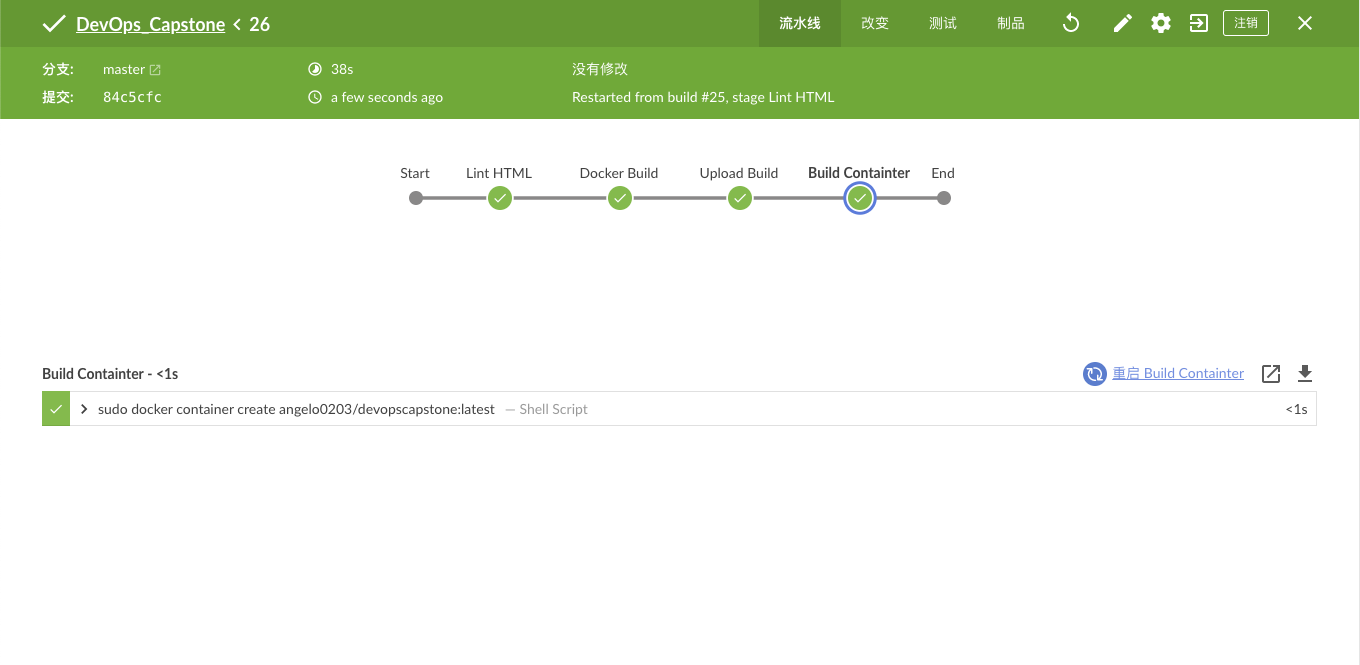 DevOps_Capstone < 26
流水线 改变 测试 制品 注销
分支: master 38s 没有修改
提交: 84c5cfc a few seconds ago Restarted from build #25, stage Lint HTML
Start Lint HTML Docker Build Upload Build Build Containter End
Build Containter - <1s 重启 Build Containter
sudo docker container create angelo0203/devopscapstone:latest — Shell Script <1s